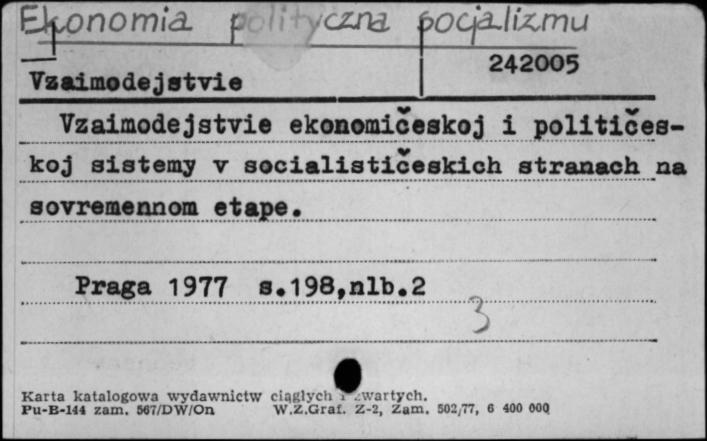 Ekonomia polityczna socjalizmu
242005
Vzaimodejstvie
Vzaimodejstvie ekonomičeskoj i političes-
koj sistemy v socialističeskich stranach na
sovremennom etape.
Praga 1977 s.198,nlb.2
3
Karta katalogowa wydawnictw ciągłych i zwartych.
Pu-B-144 zam. 567/DW/On W.Z.Graf. Z-2, Zam. 502/77, 6 400 000